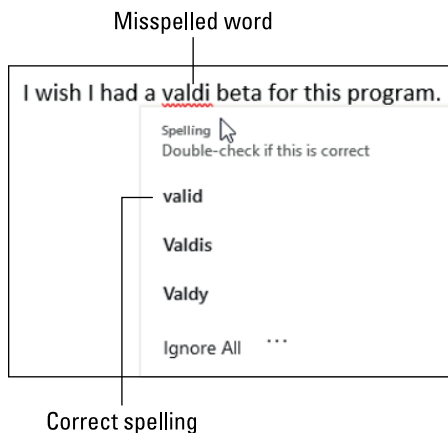 Misspelled word
I wish I had a valdi beta for this program.
Spelling
Double-check if this is correct
valid
Valdis
Valdy
Ignore All ...
Correct spelling